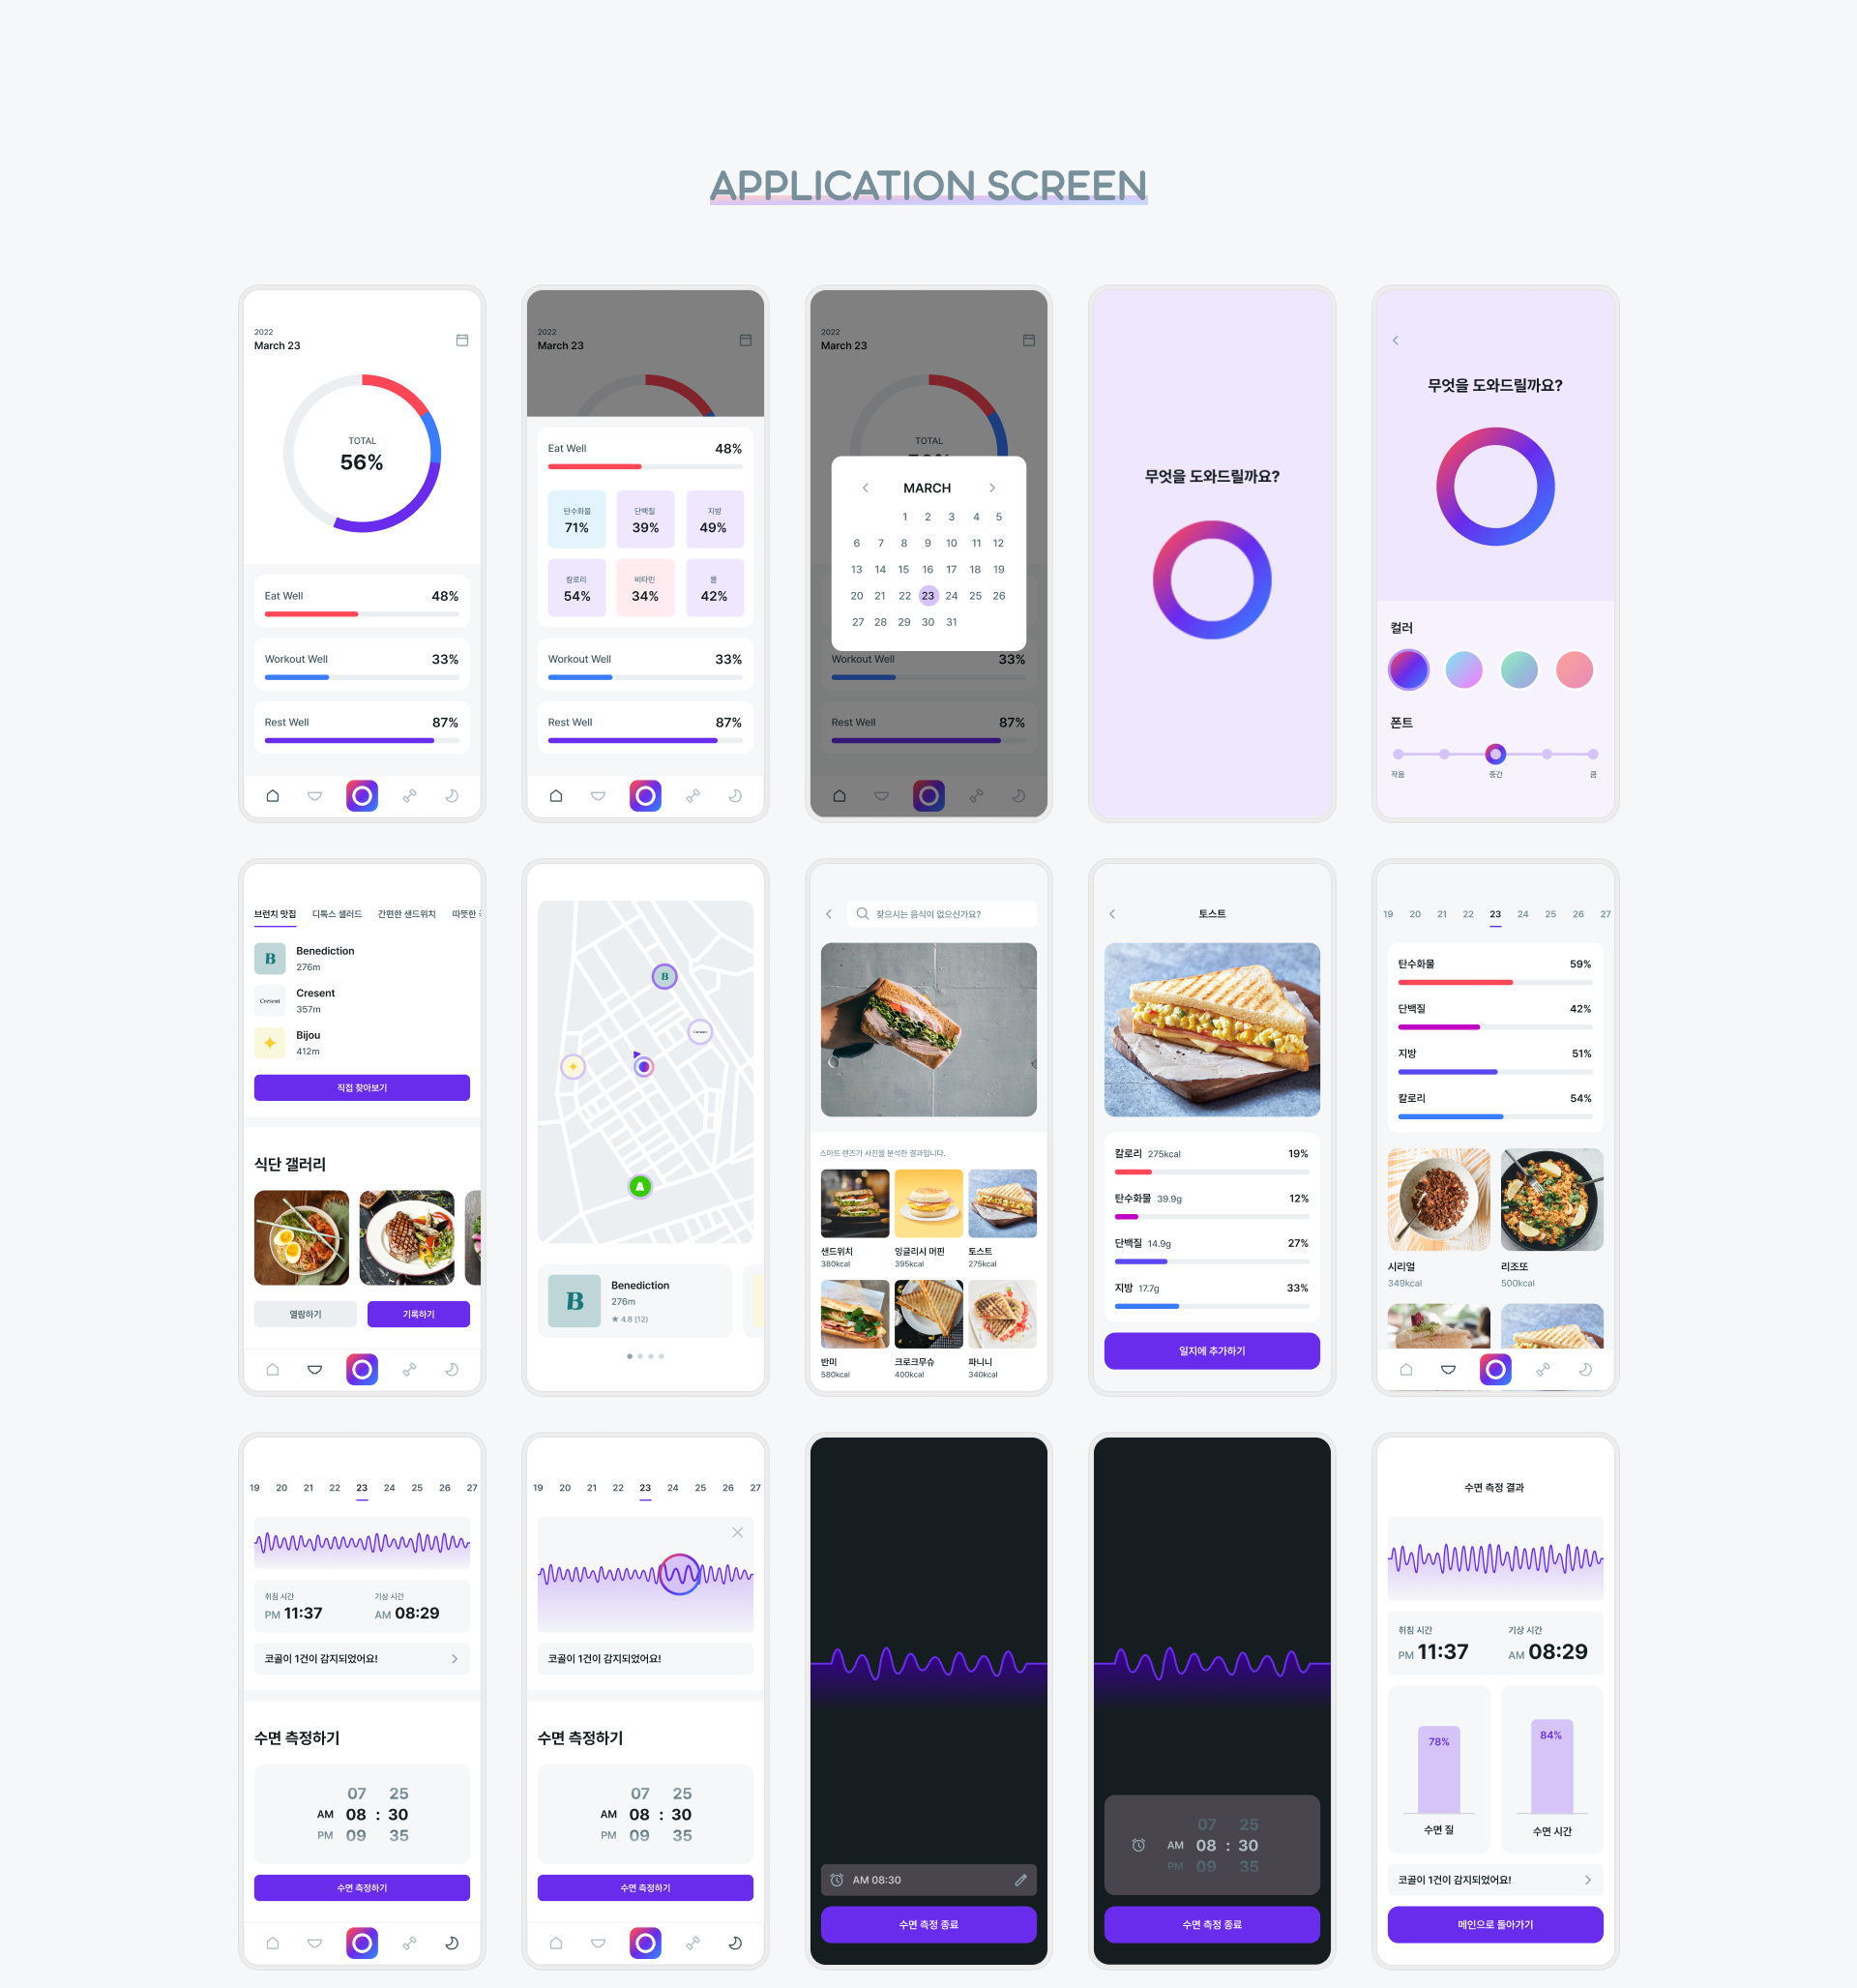 APPLICATION SCREEN
2022
March 23
TOTAL
56%
Eat Well 48%
Workout Well 33%
Rest Well 87%
2022
March 23
Eat Well 48%
탄수화물 단백질 지방
71% 39% 49%
칼로리 비타민 물
54% 34% 42%
Workout Well 33%
Rest Well 87%
2022
March 23
TOTAL
MARCH
1 2 3 4 5
6 7 8 9 10 11 12
13 14 15 16 17 18 19
20 21 22 23 24 25 26
27 28 29 30 31
Workout Well 33%
Rest Well 87%
무엇을 도와드릴까요?
무엇을 도와드릴까요?
컬러
폰트
작음 중간 큼
브런치 맛집 디톡스 샐러드 간편한 샌드위치 따뜻한
B
Benediction
276m
Cresent
Cresent
357m
Bijou
412m
직접 찾아보기
식단 갤러리
열람하기 기록하기
B
Cresent
B
Benediction
276m
★ 4.8 (12)
찾으시는 음식이 없으신가요?
스마트 렌즈가 사진을 분석한 결과입니다.
샌드위치 잉글리시 머핀 토스트
380kcal 395kcal 275kcal
반미 크로크무슈 파니니
580kcal 400kcal 340kcal
토스트
칼로리 275kcal 19%
탄수화물 39.9g 12%
단백질 14.9g 27%
지방 17.7g 33%
일지에 추가하기
19 20 21 22 23 24 25 26 27
탄수화물 59%
단백질 42%
지방 51%
칼로리 54%
시리얼 리조또
349kcal 500kcal
19 20 21 22 23 24 25 26 27
취침 시간 기상 시간
PM 11:37 AM 08:29
코골이 1건이 감지되었어요!
수면 측정하기
07 25
AM 08 : 30
PM 09 35
수면 측정하기
19 20 21 22 23 24 25 26 27
코골이 1건이 감지되었어요!
수면 측정하기
07 25
AM 08 : 30
PM 09 35
수면 측정하기
AM 08:30
수면 측정 종료
07 25
AM 08 : 30
PM 09 35
수면 측정 종료
수면 측정 결과
취침 시간 기상 시간
PM 11:37 AM 08:29
78% 84%
수면 질 수면 시간
코골이 1건이 감지되었어요!
메인으로 돌아가기